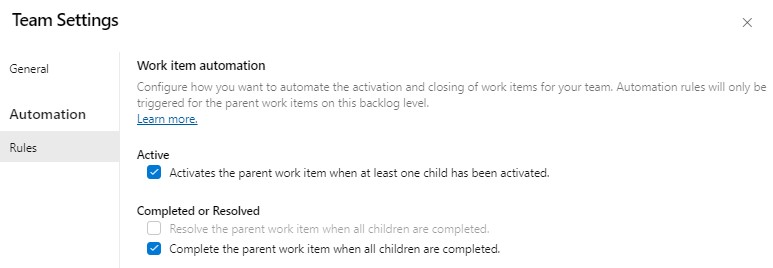 Team Settings
General
Automation
Rules
Work item automation
Configure how you want to automate the activation and closing of work items for your team. Automation rules will only be
triggered for the parent work items on this backlog level.
Learn more.
Active
Activates the parent work item when at least one child has been activated.
Completed or Resolved
Resolve the parent work item when all children are completed.
Complete the parent work item when all children are completed.